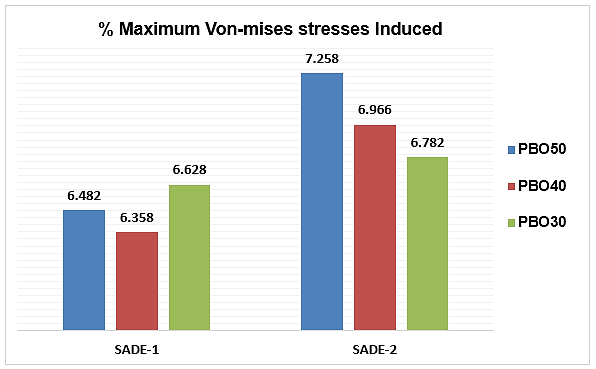 % Maximum Von-mises stresses Induced
7.258
6.966
6.782
6.628
6.482
6.358
PBO50
PBO40
PBO30
SADE-1
SADE-2